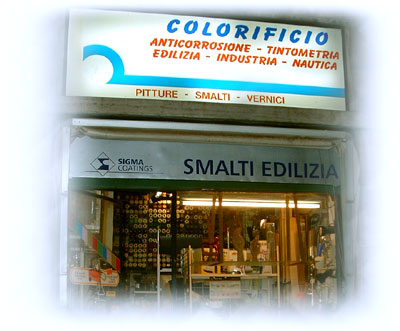 COLORIFICIO
ANTICORROSIONE - TINTOMETRIA
EDILIZIA - INDUSTRIA - NAUTICA
PITTURE - SMALTI - VERNICI
SIGMA
COATINGS
SMALTI EDILIZIA